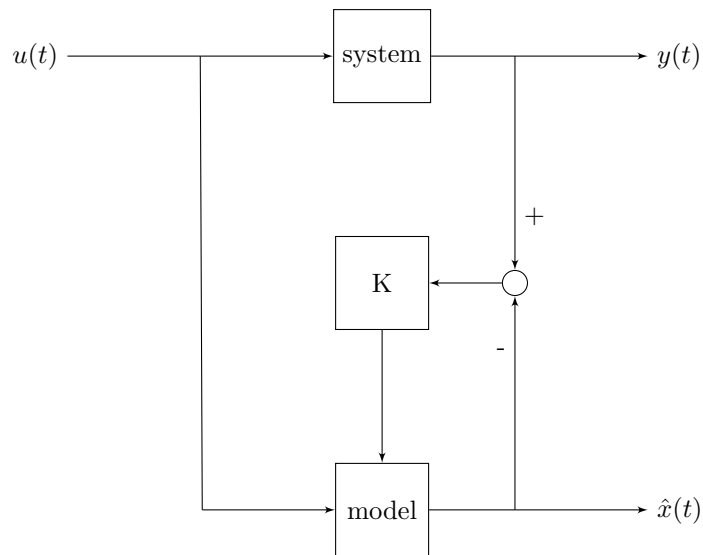 u(t)
system
y(t)
+
K
-
model
x̂(t)